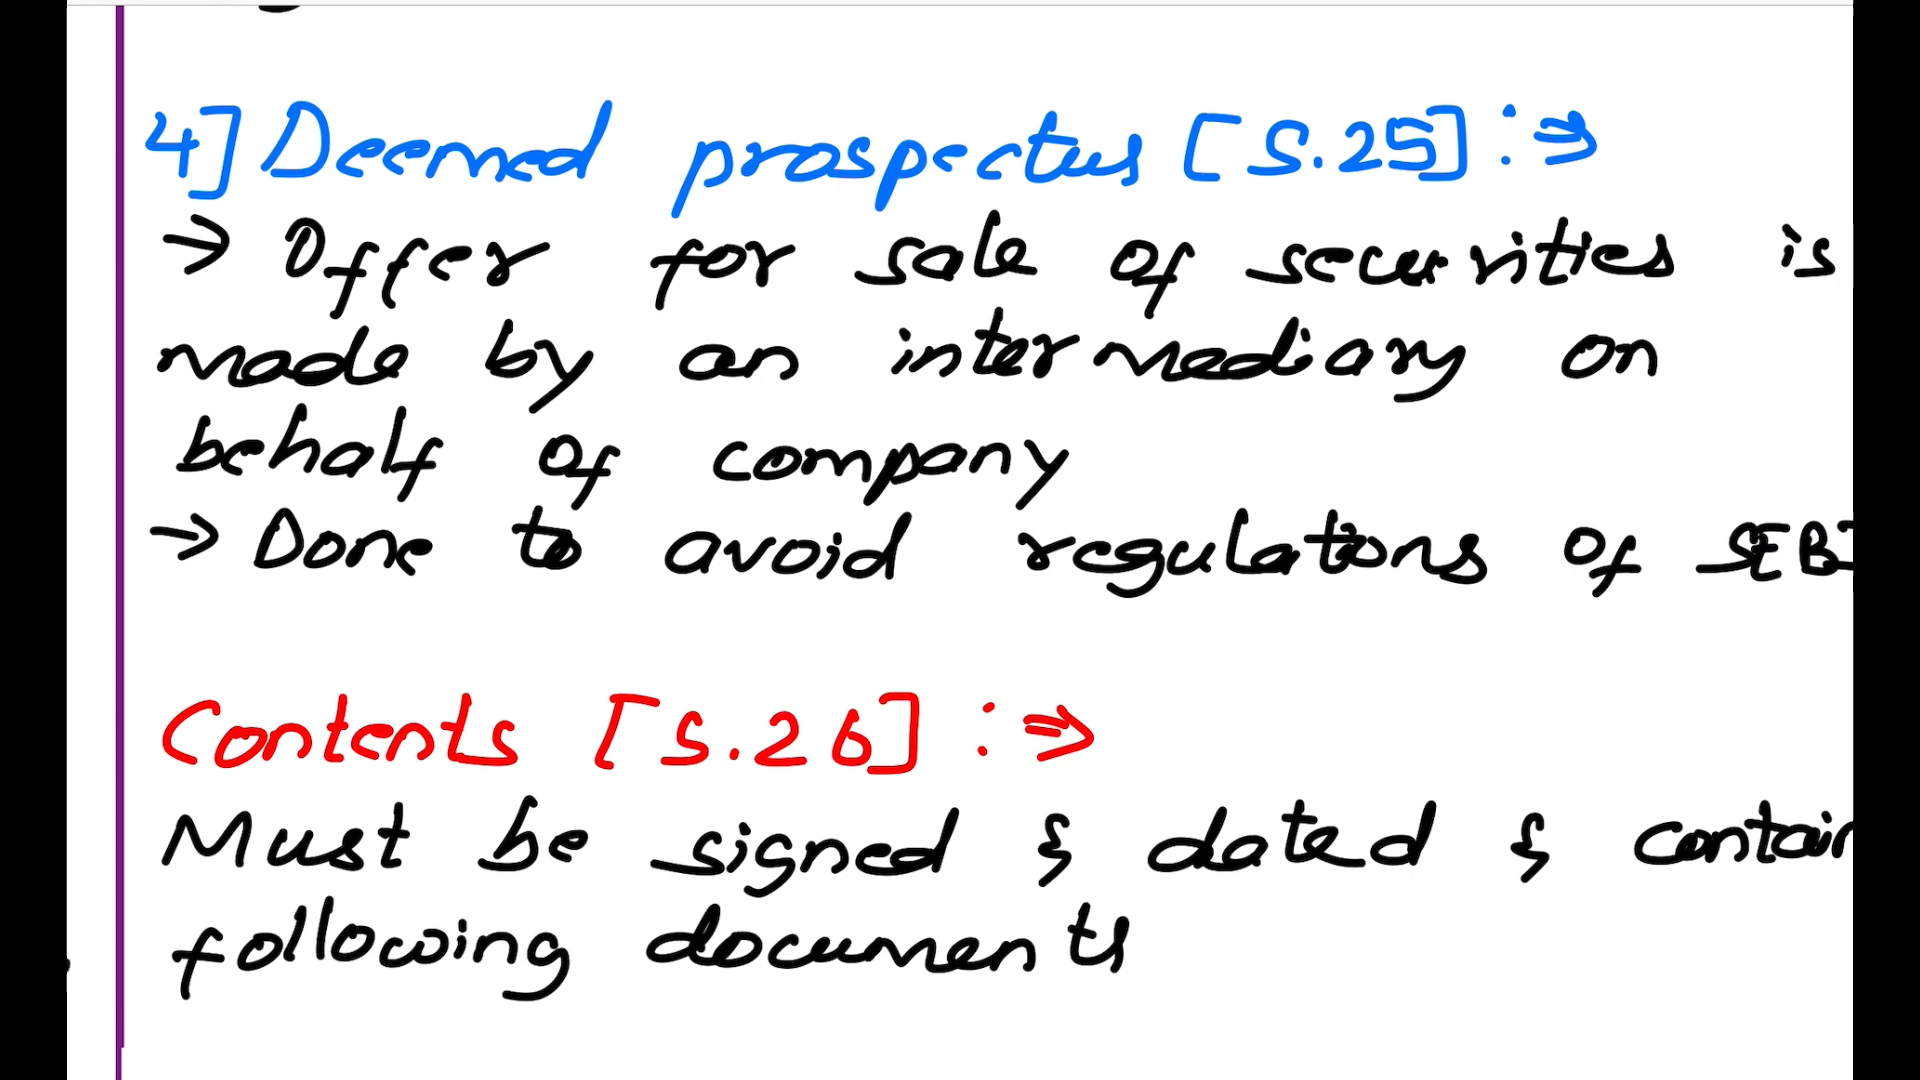 4] Deemed prospectus [S.25] :⇒
→ Offer for sale of securities is
made by an intermediary on
behalf of company
→ Done to avoid regulations of SEBI
Contents [S.26] :⇒
Must be signed & dated & contain
following documents